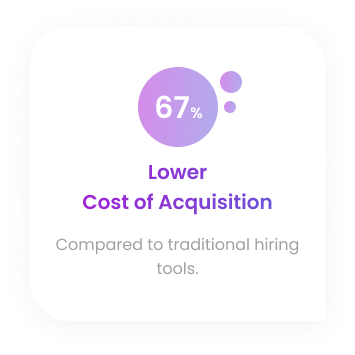 67%
Lower
Cost of Acquisition
Compared to traditional hiring
tools.